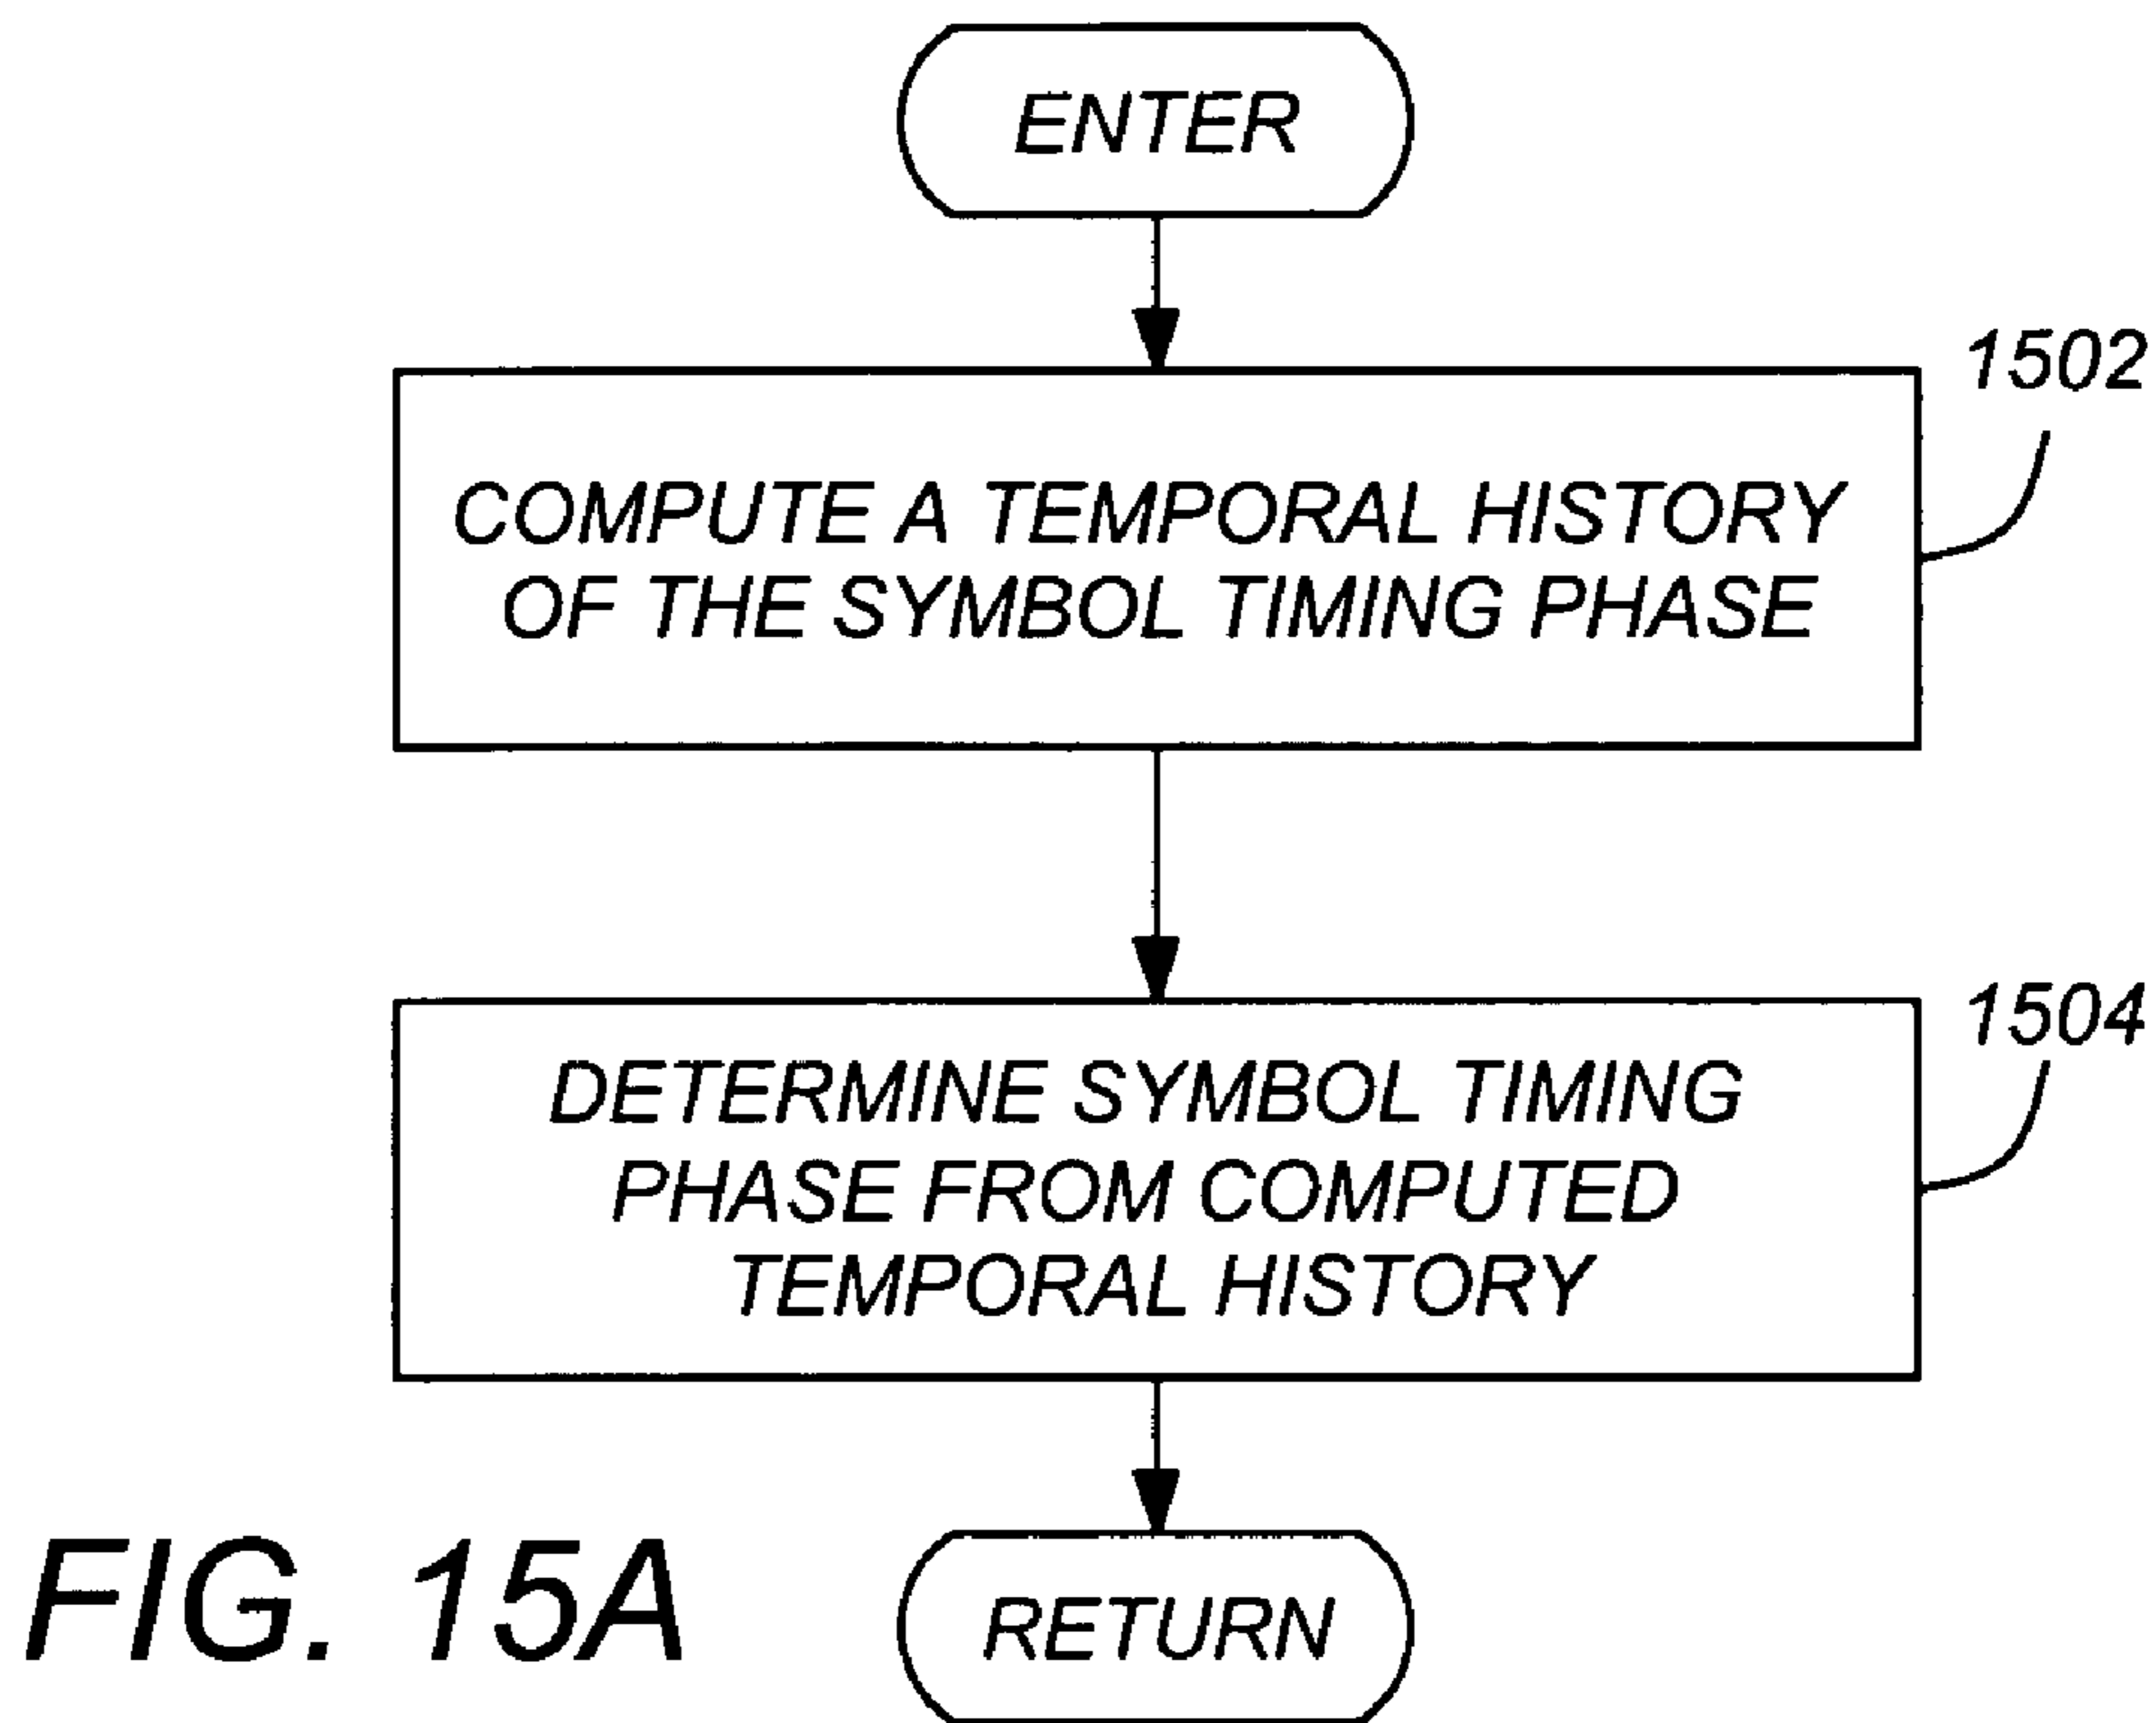 ENTER
1502
COMPUTE A TEMPORAL HISTORY
OF THE SYMBOL TIMING PHASE
1504
DETERMINE SYMBOL TIMING
PHASE FROM COMPUTED
TEMPORAL HISTORY
FIG. 15A
RETURN